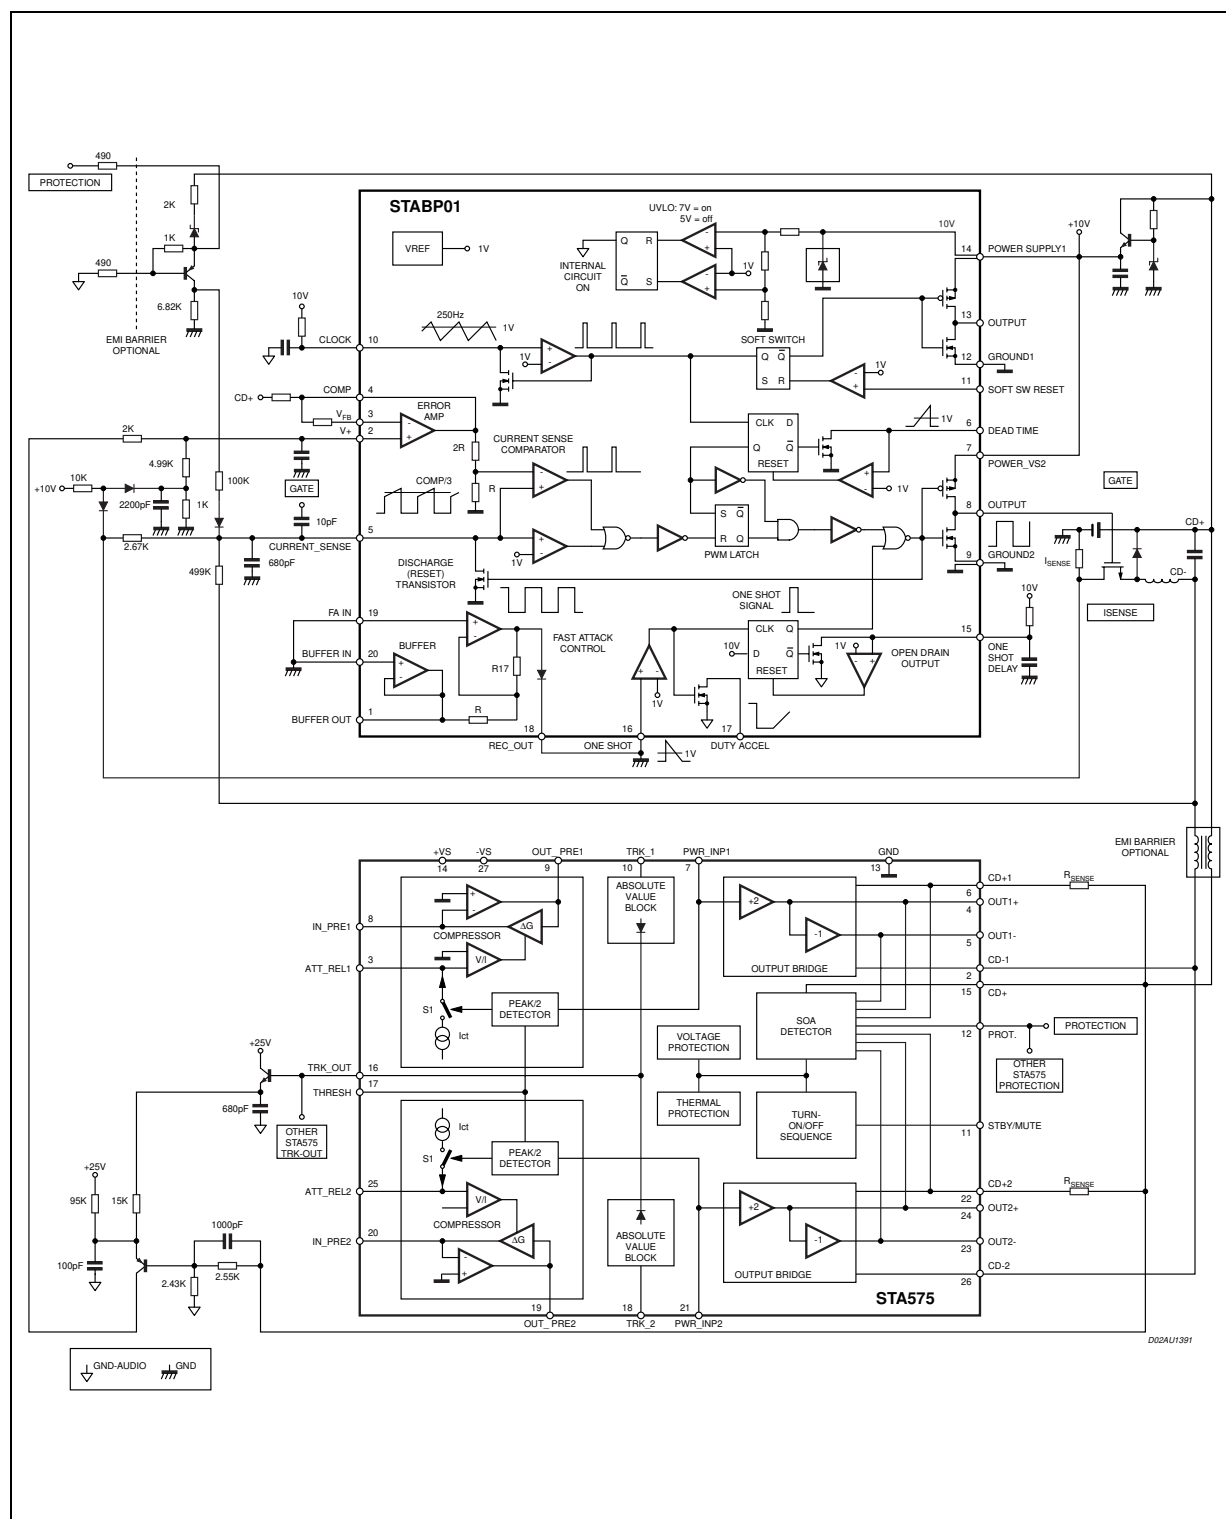 490
PROTECTION
2K
1K
490
6.82K
EMI BARRIER
OPTIONAL
STABP01
VREF
1V
UVLO: 7V = on
5V = off
Q
R
Q
S
INTERNAL
CIRCUIT
ON
1V
10V
14
POWER SUPPLY1
+10V
13
OUTPUT
12
GROUND1
11
SOFT SW RESET
10V
CLOCK
10
250Hz
1V
1V
SOFT SWITCH
Q
Q
S
R
1V
CD+
COMP
4
VFB
3
V+
2
ERROR
AMP
2R
R
COMP/3
CURRENT SENSE
COMPARATOR
CLK
D
Q
Q
RESET
1V
6
DEAD TIME
7
POWER_VS2
1V
GATE
8
OUTPUT
9
GROUND2
2K
4.99K
10K
+10V
2200pF
1K
100K
GATE
10pF
2.67K
5
CURRENT_SENSE
680pF
499K
1V
S
Q
R
Q
PWM LATCH
CD+
ISENSE
CD-
ISENSE
10V
DISCHARGE
(RESET)
TRANSISTOR
ONE SHOT
SIGNAL
FA IN
19
BUFFER IN
20
BUFFER
R17
FAST ATTACK
CONTROL
BUFFER OUT
1
R
CLK
Q
10V
D
Q
RESET
1V
OPEN DRAIN
OUTPUT
15
ONE
SHOT
DELAY
1V
18
REC_OUT
16
ONE SHOT
1V
17
DUTY ACCEL
EMI BARRIER
OPTIONAL
+VS
14
-VS
27
OUT_ PRE1
9
TRK_1
10
PWR_INP1
7
GND
13
IN_PRE1
8
COMPRESSOR
ΔG
ATT_REL1
3
V/I
S1
Ict
PEAK/2
DETECTOR
ABSOLUTE
VALUE
BLOCK
+2
-1
OUTPUT BRIDGE
CD+1
6
RSENSE
OUT1+
4
OUT1-
5
CD-1
2
15
CD+
SOA
DETECTOR
12
PROT.
PROTECTION
OTHER
STA575
PROTECTION
VOLTAGE
PROTECTION
THERMAL
PROTECTION
TURN-
ON/OFF
SEQUENCE
11
STBY/MUTE
+25V
TRK_OUT
16
THRESH
17
680pF
OTHER
STA575
TRK-OUT
+25V
95K
15K
1000pF
100pF
2.43K
2.55K
Ict
S1
PEAK/2
DETECTOR
ATT_REL2
25
V/I
COMPRESSOR
IN_PRE2
20
ΔG
ABSOLUTE
VALUE
BLOCK
+2
-1
OUTPUT BRIDGE
CD+2
22
RSENSE
OUT2+
24
OUT2-
23
CD-2
26
STA575
19
OUT_ PRE2
18
TRK_2
21
PWR_INP2
D02AU1391
GND-AUDIO
GND